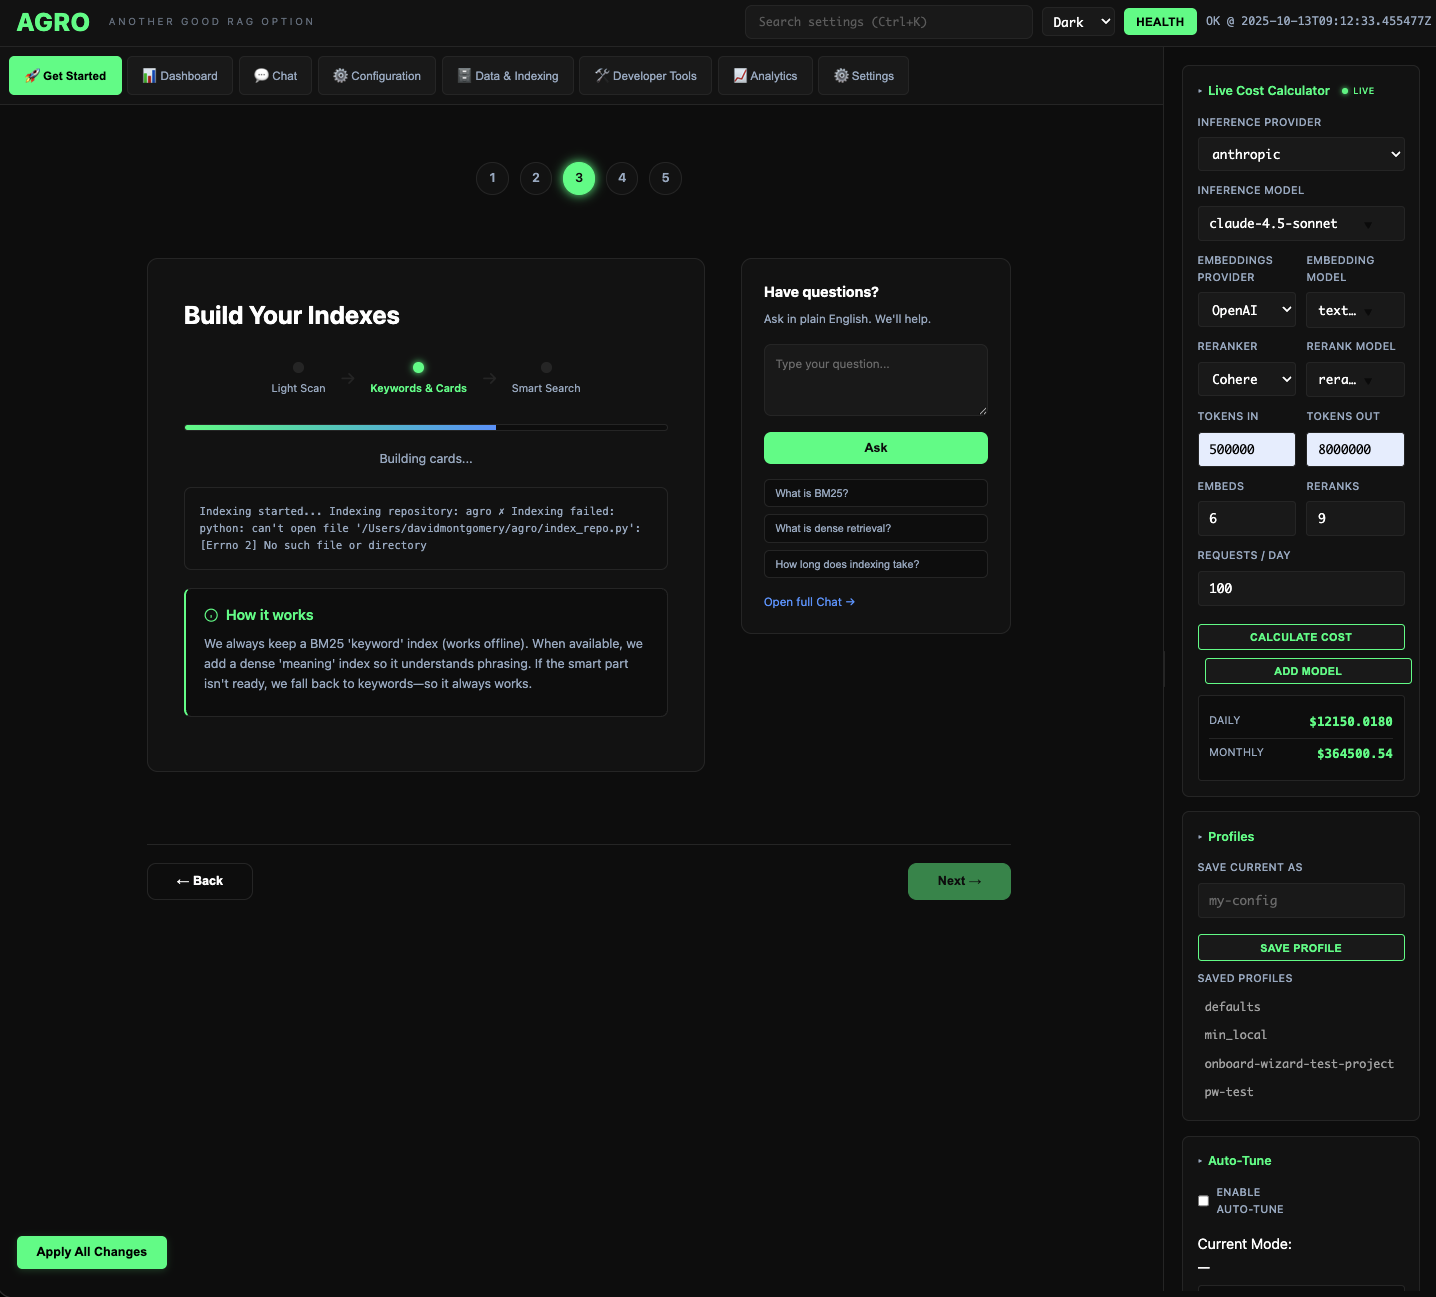 AGRO
ANOTHER GOOD RAG OPTION
Search settings (Ctrl+K)
Dark
HEALTH
OK @ 2025-10-13T09:12:33.455477Z
🚀 Get Started
📊 Dashboard
💬 Chat
⚙️ Configuration
🗄️ Data & Indexing
🛠️ Developer Tools
📈 Analytics
⚙️ Settings
1
2
3
4
5
Build Your Indexes
Light Scan
→
Keywords & Cards
→
Smart Search
Building cards...
Indexing started... Indexing repository: agro ✗ Indexing failed:
python: can't open file '/Users/davidmontgomery/agro/index_repo.py':
[Errno 2] No such file or directory
How it works
We always keep a BM25 'keyword' index (works offline). When available, we
add a dense 'meaning' index so it understands phrasing. If the smart part
isn't ready, we fall back to keywords—so it always works.
Have questions?
Ask in plain English. We'll help.
Type your question...
Ask
What is BM25?
What is dense retrieval?
How long does indexing take?
Open full Chat →
← Back
Next →
Apply All Changes
Live Cost Calculator
LIVE
INFERENCE PROVIDER
anthropic
INFERENCE MODEL
claude-4.5-sonnet
EMBEDDINGS
PROVIDER
EMBEDDING
MODEL
OpenAI
text…
RERANKER
RERANK MODEL
Cohere
rera…
TOKENS IN
TOKENS OUT
500000
8000000
EMBEDS
RERANKS
6
9
REQUESTS / DAY
100
CALCULATE COST
ADD MODEL
DAILY
$12150.0180
MONTHLY
$364500.54
Profiles
SAVE CURRENT AS
my-config
SAVE PROFILE
SAVED PROFILES
defaults
min_local
onboard-wizard-test-project
pw-test
Auto-Tune
ENABLE
AUTO-TUNE
Current Mode:
—